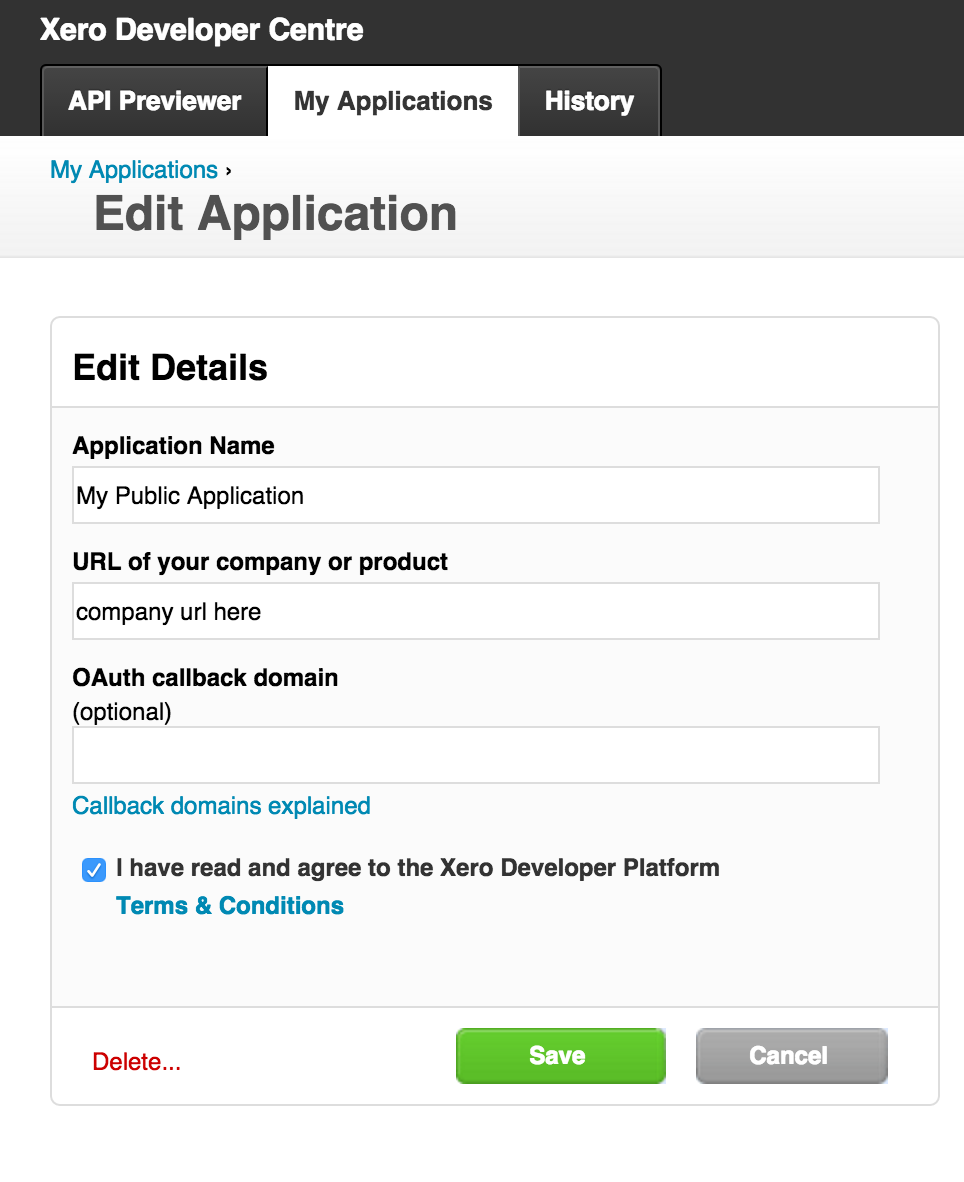 Xero Developer Centre
API Previewer
My Applications
History
My Applications ›
Edit Application
Edit Details
Application Name
My Public Application
URL of your company or product
company url here
OAuth callback domain
(optional)
Callback domains explained
I have read and agree to the Xero Developer Platform
Terms & Conditions
Delete...
Save
Cancel